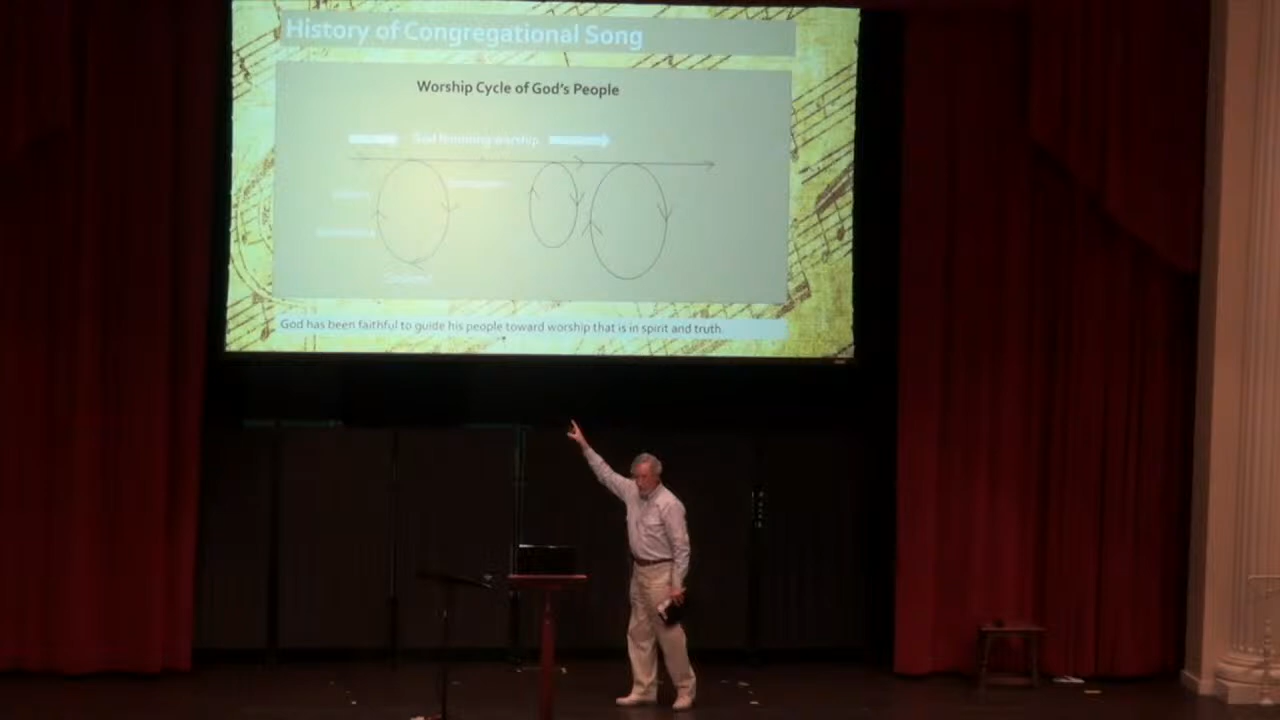 History of Congregational Song
Worship Cycle of God's People
God honoring worship
God has been faithful to guide his people toward worship that is in spirit and truth.